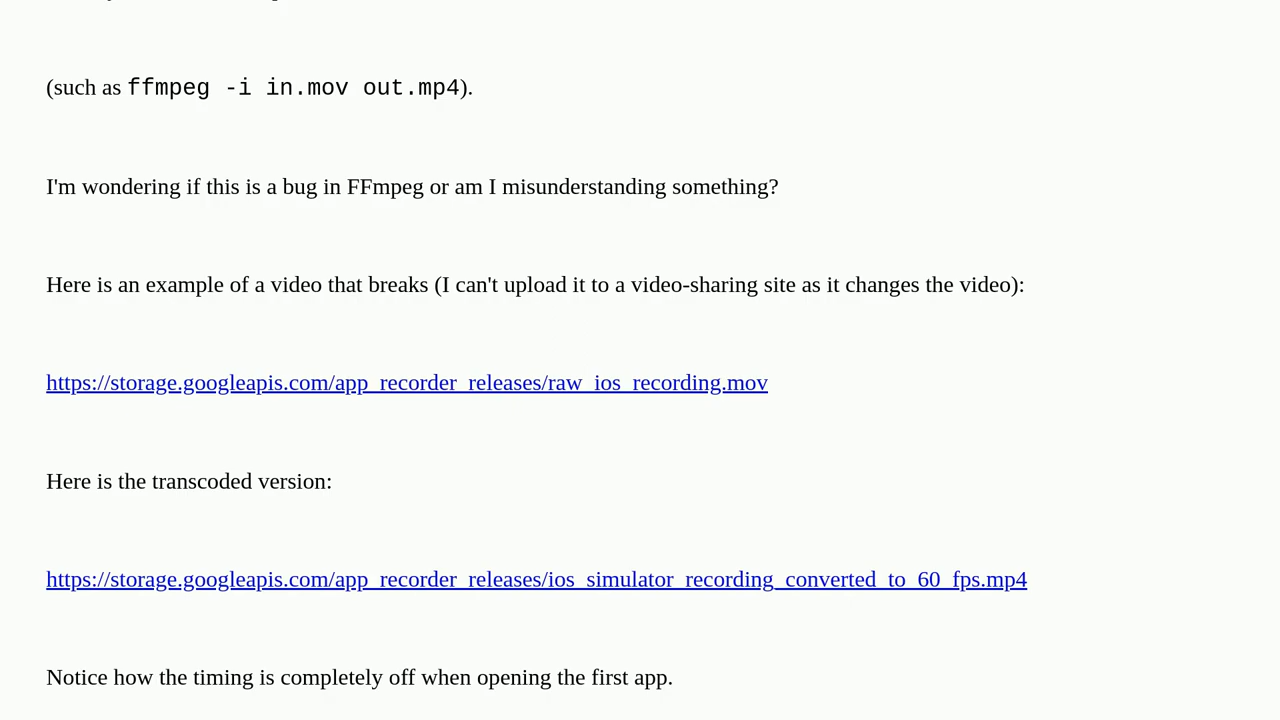 (such as ffmpeg -i in.mov out.mp4).
I'm wondering if this is a bug in FFmpeg or am I misunderstanding something?
Here is an example of a video that breaks (I can't upload it to a video-sharing site as it changes the video):
https://storage.googleapis.com/app_recorder_releases/raw_ios_recording.mov
Here is the transcoded version:
https://storage.googleapis.com/app_recorder_releases/ios_simulator_recording_converted_to_60_fps.mp4
Notice how the timing is completely off when opening the first app.